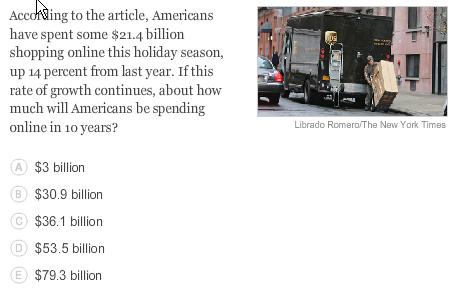 According to the article, Americans
have spent some $21.4 billion
shopping online this holiday season,
up 14 percent from last year. If this
rate of growth continues, about how
much will Americans be spending
online in 10 years?
Librado Romero/The New York Times
A $3 billion
B $30.9 billion
C $36.1 billion
D $53.5 billion
E $79.3 billion